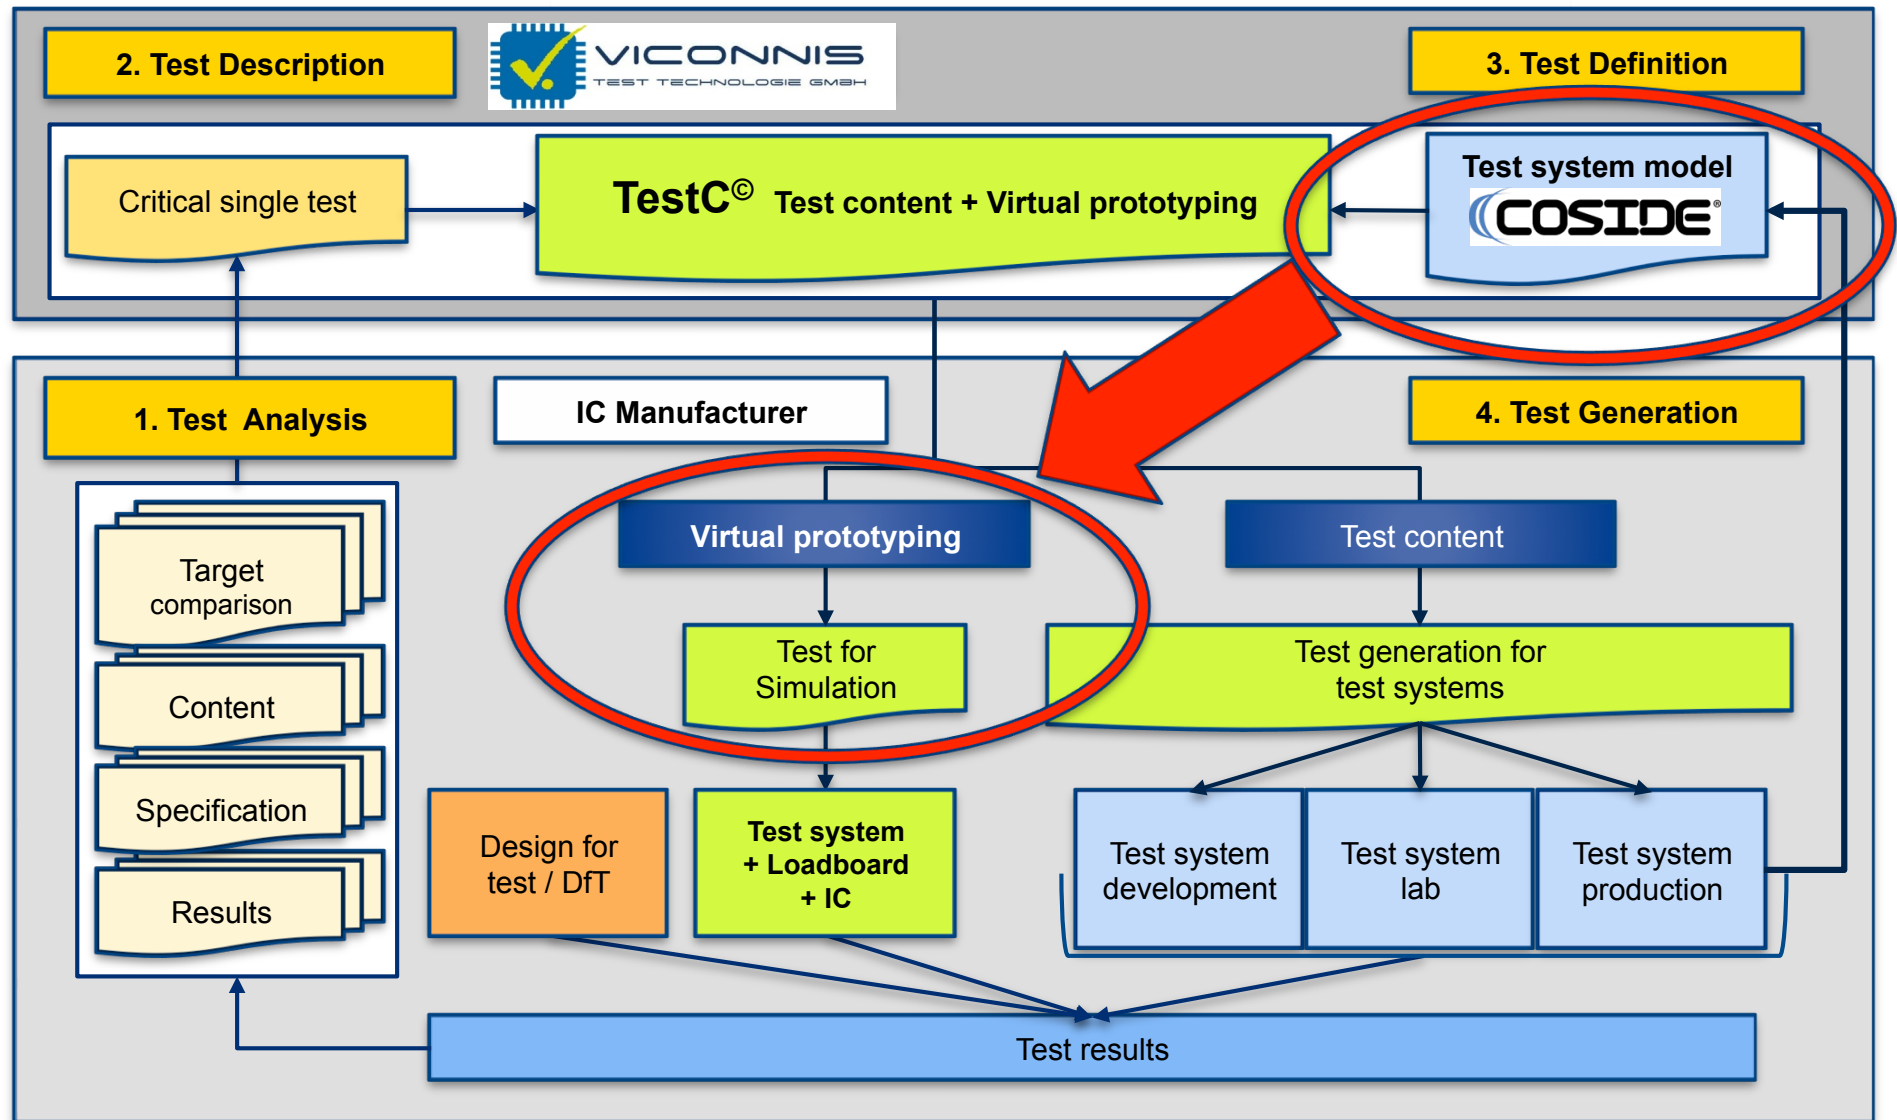 2. Test Description
VICONNIS
TEST TECHNOLOGIE GMBH
3. Test Definition
Critical single test
TestC© Test content + Virtual prototyping
Test system model
COSIDE®
1. Test Analysis
IC Manufacturer
4. Test Generation
Target
comparison
Content
Specification
Results
Virtual prototyping
Test content
Test for
Simulation
Test generation for
test systems
Design for
test / DfT
Test system
+ Loadboard
+ IC
Test system
development
Test system
lab
Test system
production
Test results